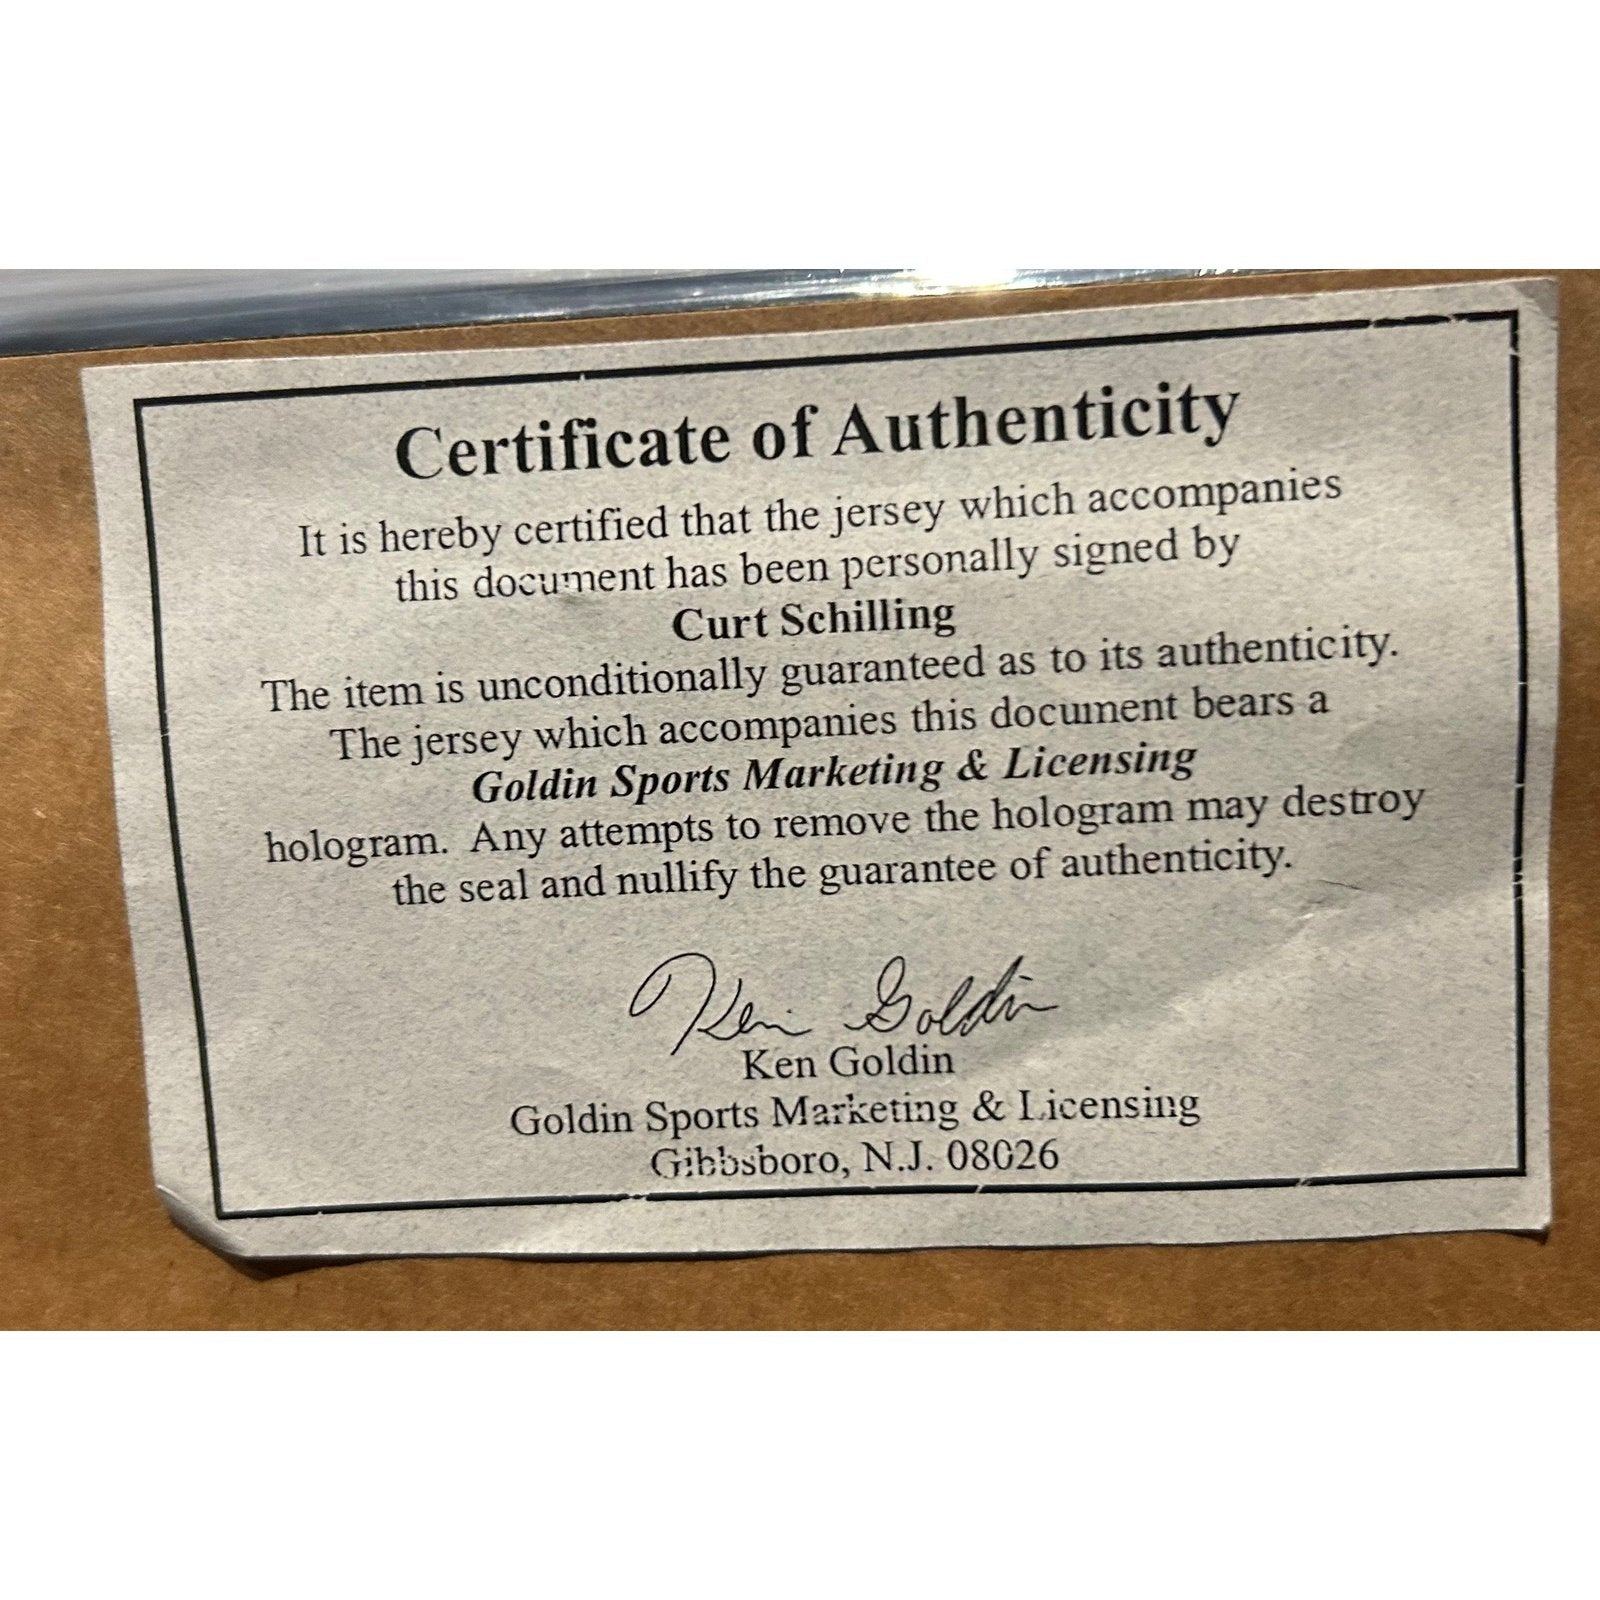 Certificate of Authenticity
It is hereby certified that the jersey which accompanies
this document has been personally signed by
Curt Schilling
The item is unconditionally guaranteed as to its authenticity.
The jersey which accompanies this document bears a
Goldin Sports Marketing & Licensing
hologram. Any attempts to remove the hologram may destroy
the seal and nullify the guarantee of authenticity.
Ken Goldin
Ken Goldin
Goldin Sports Marketing & Licensing
Gibbsboro, N.J. 08026